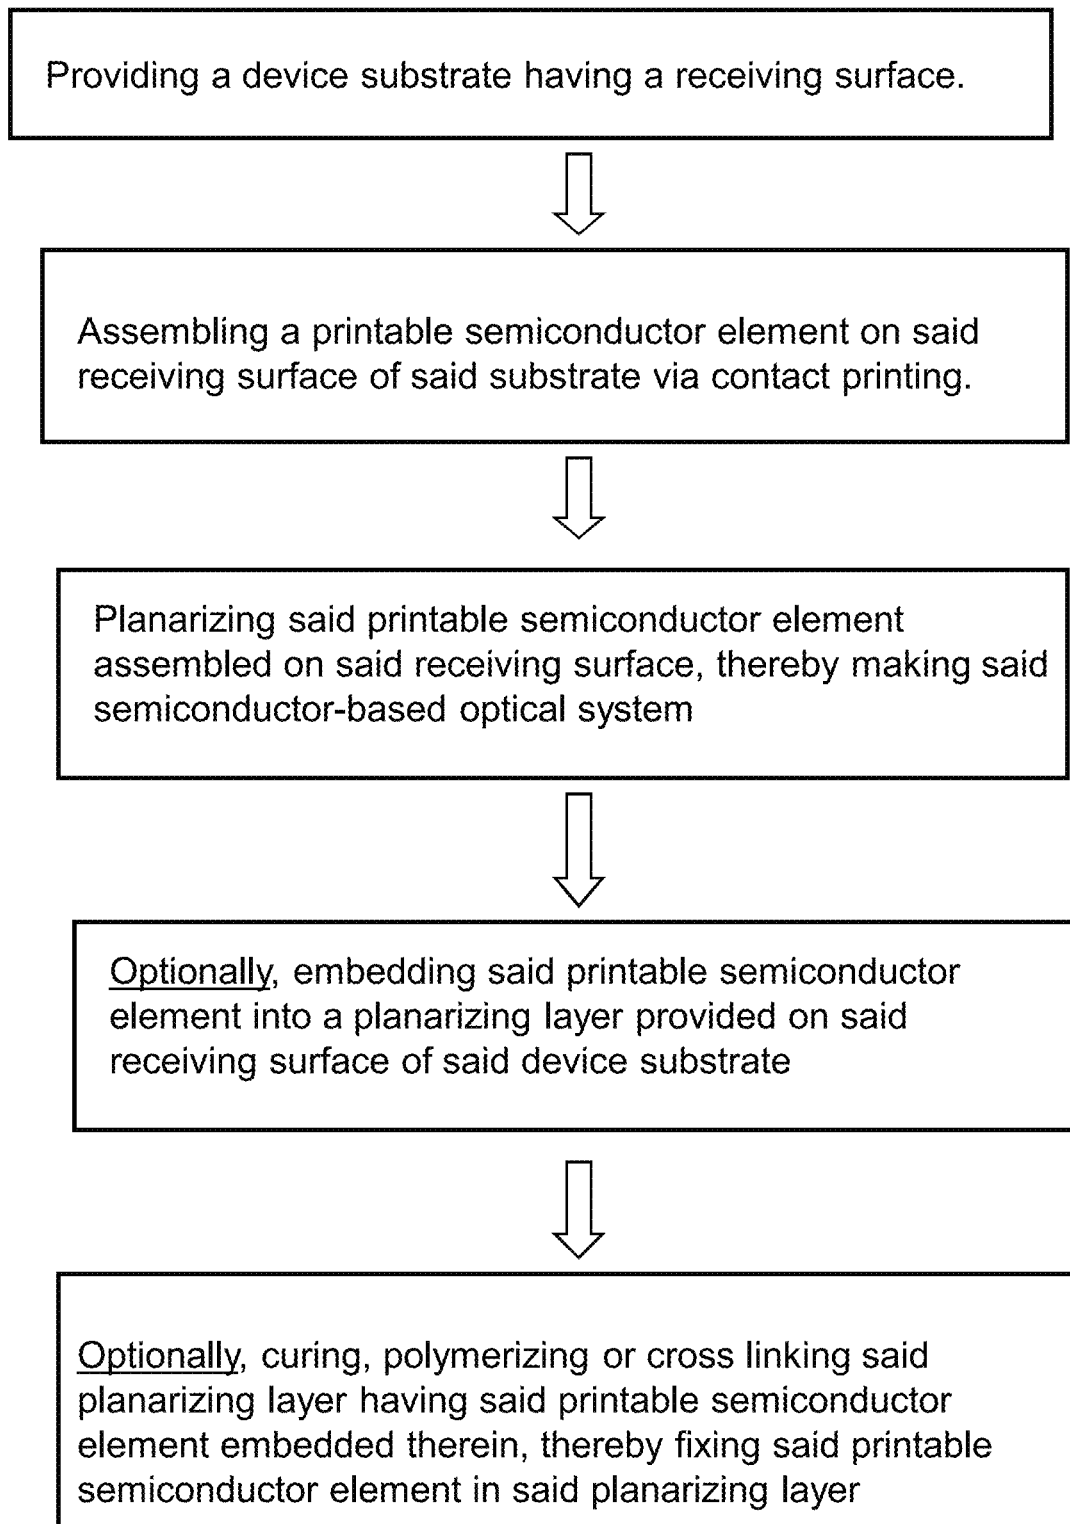 Providing a device substrate having a receiving surface.
Assembling a printable semiconductor element on said
receiving surface of said substrate via contact printing.
Planarizing said printable semiconductor element
assembled on said receiving surface, thereby making said
semiconductor-based optical system
Optionally, embedding said printable semiconductor
element into a planarizing layer provided on said
receiving surface of said device substrate
Optionally, curing, polymerizing or cross linking said
planarizing layer having said printable semiconductor
element embedded therein, thereby fixing said printable
semiconductor element in said planarizing layer